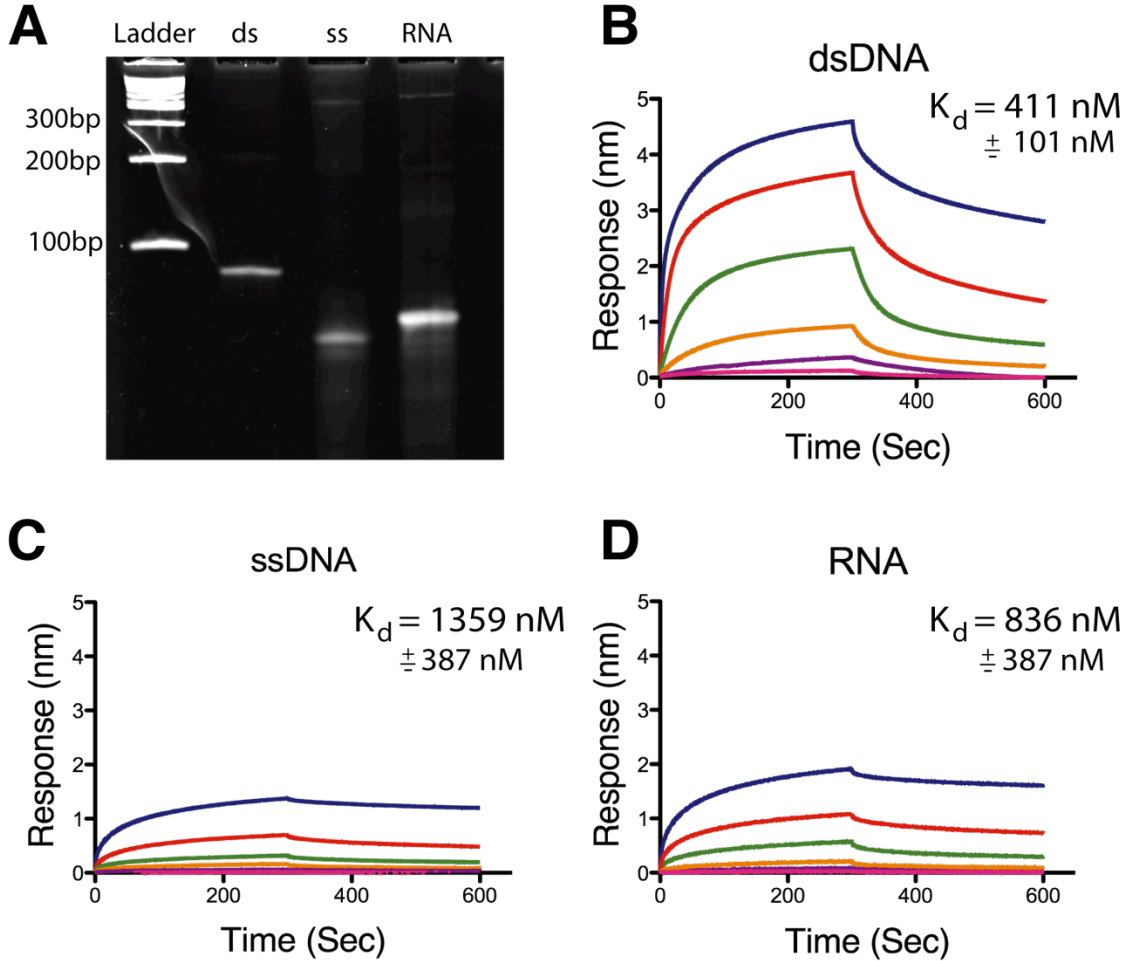 A
Ladder ds ss RNA
300bp
200bp
100bp
B
dsDNA
Kd = 411 nM
± 101 nM
Response (nm)
5
4
3
2
1
0
0 200 400 600
Time (Sec)
C
ssDNA
Kd = 1359 nM
± 387 nM
Response (nm)
5
4
3
2
1
0
0 200 400 600
Time (Sec)
D
RNA
Kd = 836 nM
± 387 nM
Response (nm)
5
4
3
2
1
0
0 200 400 600
Time (Sec)